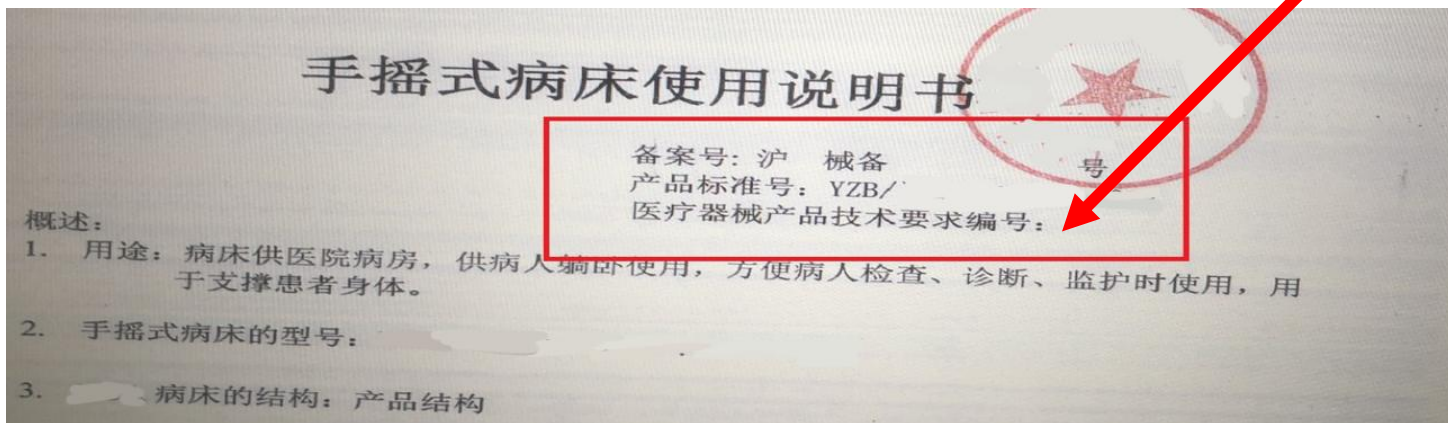 手摇式病床使用说明书
备案号: 沪 械备 号
产品标准号: YZB/
医疗器械产品技术要求编号:
概述:
1. 用途: 病床供医院病房, 供病人躺卧使用, 方便病人检查、诊断、监护时使用, 用
于支撑患者身体。
2. 手摇式病床的型号:
3. 病床的结构: 产品结构